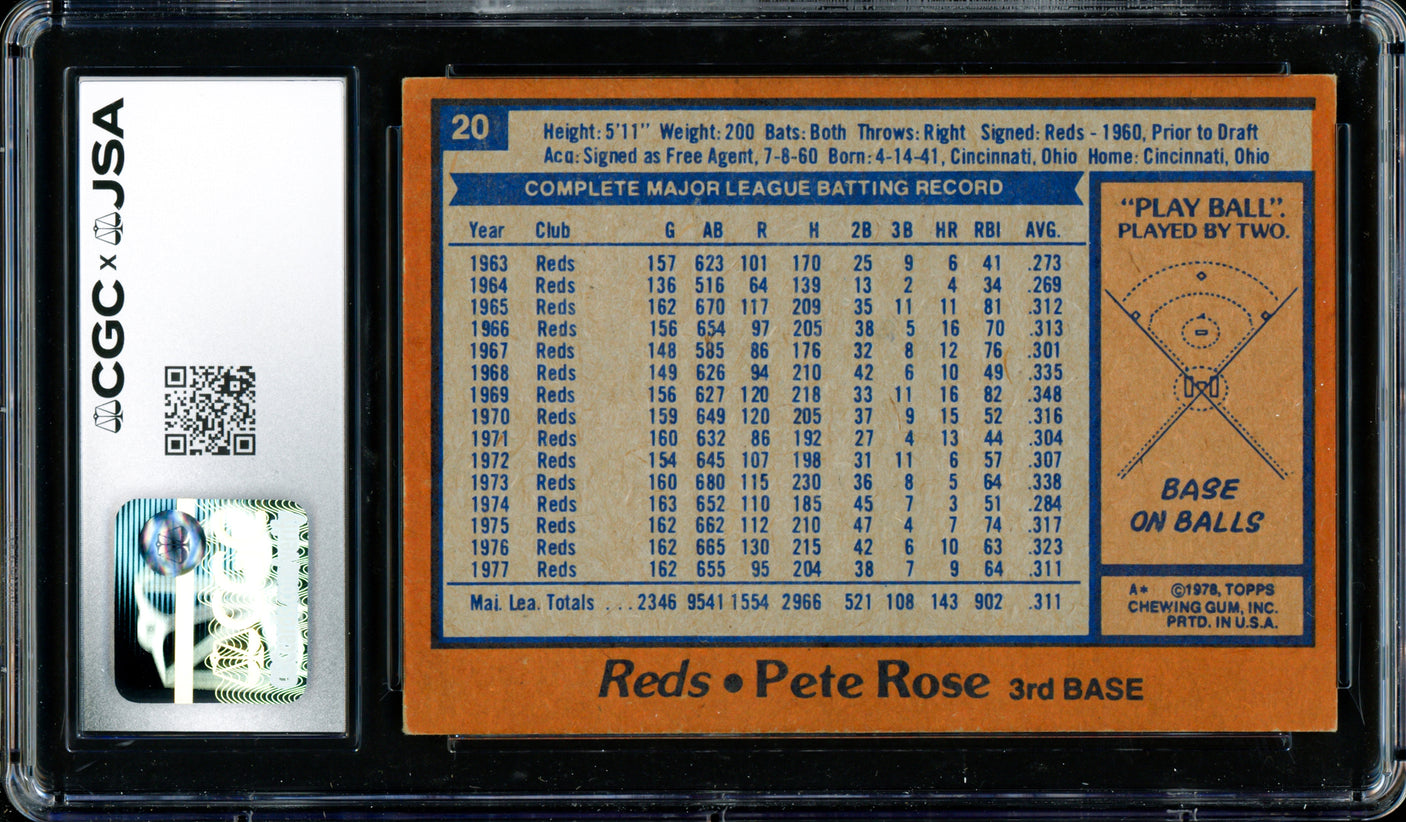 CGC x JSA
20
Height: 5'11" Weight: 200 Bats: Both Throws: Right Signed: Reds - 1960, Prior to Draft
Acq: Signed as Free Agent, 7-8-60 Born: 4-14-41, Cincinnati, Ohio Home: Cincinnati, Ohio
COMPLETE MAJOR LEAGUE BATTING RECORD
Year Club G AB R H 2B 3B HR RBI AVG.
1963 Reds 157 623 101 170 25 9 6 41 .273
1964 Reds 136 516 64 139 13 2 4 34 .269
1965 Reds 162 670 117 209 35 11 11 81 .312
1966 Reds 156 654 97 205 38 5 16 70 .313
1967 Reds 148 585 86 176 32 8 12 76 .301
1968 Reds 149 626 94 210 42 6 10 49 .335
1969 Reds 156 627 120 218 33 11 16 82 .348
1970 Reds 159 649 120 205 37 9 15 52 .316
1971 Reds 160 632 86 192 27 4 13 44 .304
1972 Reds 154 645 107 198 31 11 6 57 .307
1973 Reds 160 680 115 230 36 8 5 64 .338
1974 Reds 163 652 110 185 45 7 3 51 .284
1975 Reds 162 662 112 210 47 4 7 74 .317
1976 Reds 162 665 130 215 42 6 10 63 .323
1977 Reds 162 655 95 204 38 7 9 64 .311
Maj. Lea. Totals ... 2346 9541 1554 2966 521 108 143 902 .311
"PLAY BALL".
PLAYED BY TWO.
BASE
ON BALLS
A* ©1978, TOPPS
CHEWING GUM, INC.
PRTD. IN U.S.A.
Reds • Pete Rose 3rd BASE